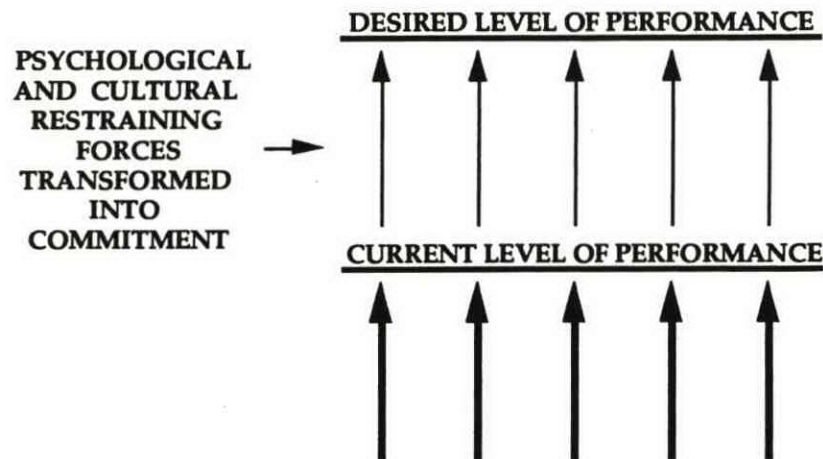 DESIRED LEVEL OF PERFORMANCE
PSYCHOLOGICAL
AND CULTURAL
RESTRAINING
FORCES
TRANSFORMED
INTO
COMMITMENT
CURRENT LEVEL OF PERFORMANCE